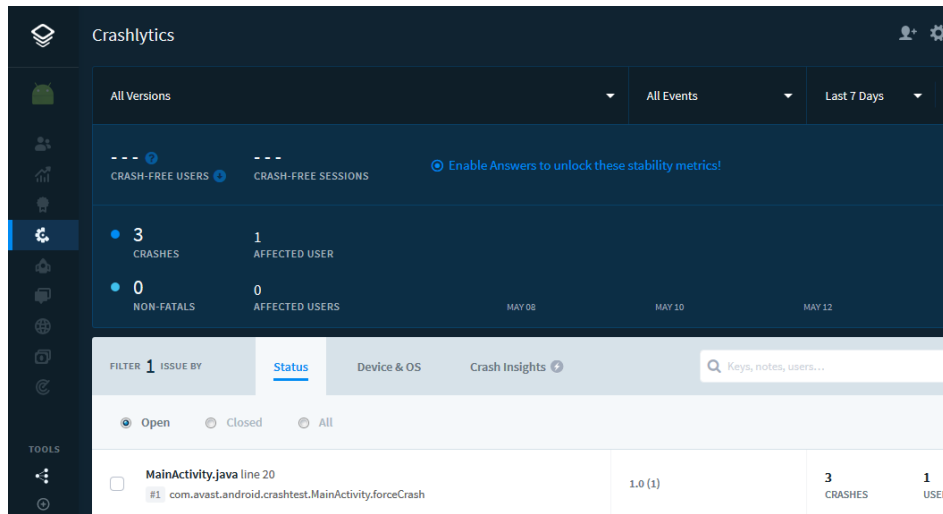 Crashlytics
All Versions
All Events
Last 7 Days
- - - ?
- - -
CRASH-FREE USERS
CRASH-FREE SESSIONS
Enable Answers to unlock these stability metrics!
3
CRASHES
1
AFFECTED USER
0
NON-FATALS
0
AFFECTED USERS
MAY 08
MAY 10
MAY 12
FILTER 1 ISSUE BY
Status
Device & OS
Crash Insights
Keys, notes, users...
Open
Closed
All
TOOLS
MainActivity.java line 20
#1 com.avast.android.crashtest.MainActivity.forceCrash
1.0 (1)
3
CRASHES
1
USE